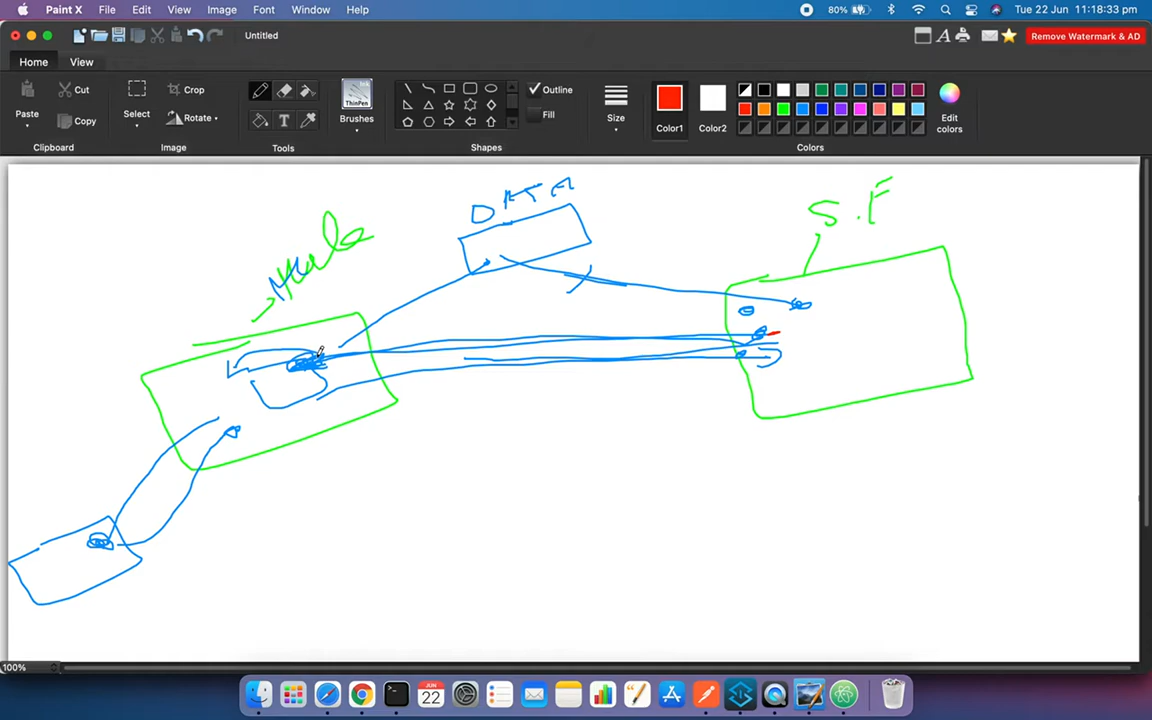 Paint X File Edit View Image Font Window Help 80% Tue 22 Jun 11:18:33 pm
Untitled Remove Watermark & AD
Home View
Paste Cut Copy Select Crop Rotate Brushes Outline Fill Size Color1 Color2 Edit colors
Clipboard Image Tools Shapes Colors
DATA
S.F
Mule
100%
JUN 22